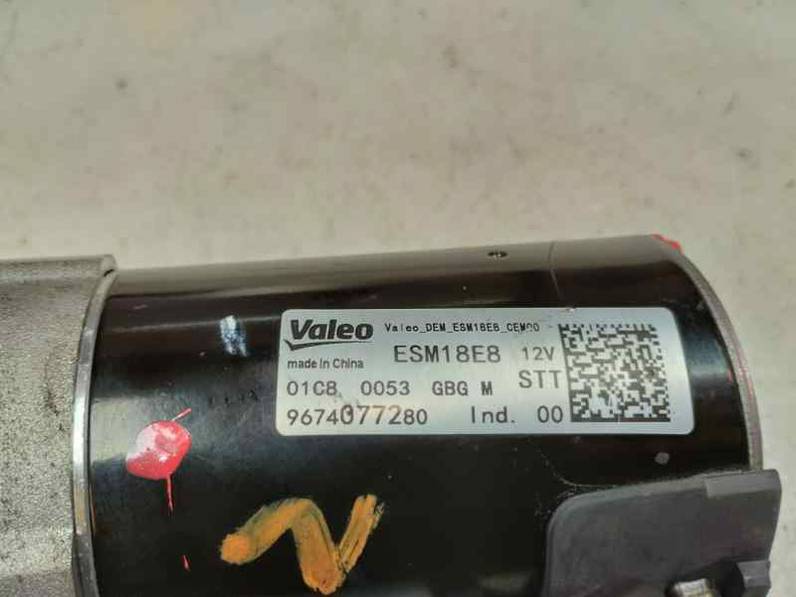 Valeo Valeo_DEM_ESM18E8_CEM00
made in China ESM18E8 12V
01C8 0053 GBG M STT
9674077280 Ind. 00
N